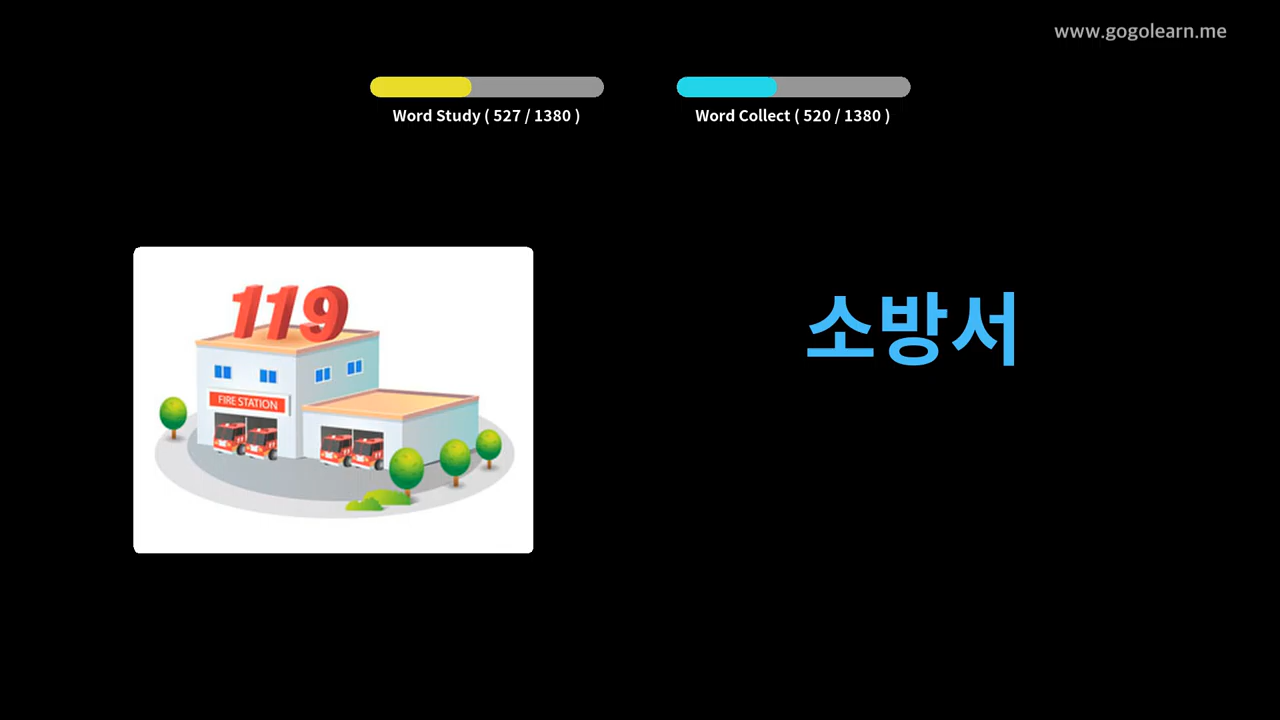 www.gogolearn.me
Word Study ( 527 / 1380 )
Word Collect ( 520 / 1380 )
119
FIRE STATION
소방서